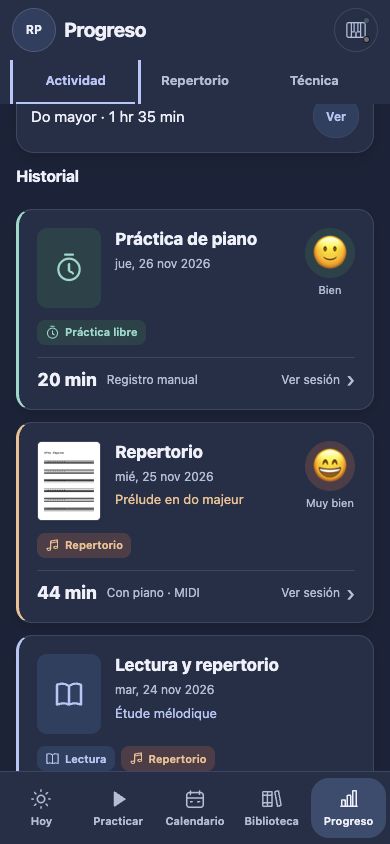 RP Progreso
Actividad Repertorio Técnica
Do mayor · 1 hr 35 min Ver
Historial
Práctica de piano
jue, 26 nov 2026
Bien
Práctica libre
20 min Registro manual Ver sesión
Repertorio
mié, 25 nov 2026
Prélude en do majeur
Muy bien
Repertorio
44 min Con piano · MIDI Ver sesión
Lectura y repertorio
mar, 24 nov 2026
Étude mélodique
Lectura Repertorio
Hoy Practicar Calendario Biblioteca Progreso